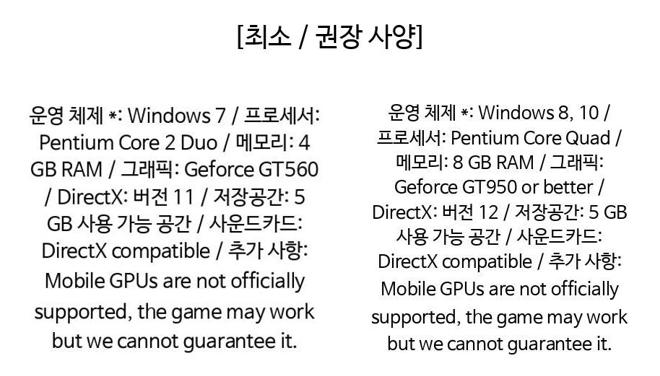 [최소 / 권장 사양]
운영 체제 *: Windows 7 / 프로세서:
Pentium Core 2 Duo / 메모리: 4
GB RAM / 그래픽: Geforce GT560
/ DirectX: 버전 11 / 저장공간: 5
GB 사용 가능 공간 / 사운드카드:
DirectX compatible / 추가 사항:
Mobile GPUs are not officially
supported, the game may work
but we cannot guarantee it.
운영 체제 *: Windows 8, 10 /
프로세서: Pentium Core Quad /
메모리: 8 GB RAM / 그래픽:
Geforce GT950 or better /
DirectX: 버전 12 / 저장공간: 5 GB
사용 가능 공간 / 사운드카드:
DirectX compatible / 추가 사항:
Mobile GPUs are not officially
supported, the game may work
but we cannot guarantee it.